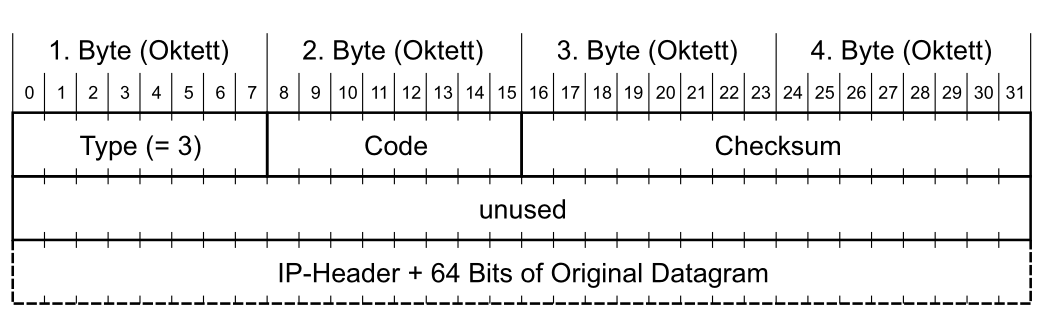 1. Byte (Oktett) 2. Byte (Oktett) 3. Byte (Oktett) 4. Byte (Oktett)
0 1 2 3 4 5 6 7 8 9 10 11 12 13 14 15 16 17 18 19 20 21 22 23 24 25 26 27 28 29 30 31
Type (= 3) Code Checksum
unused
IP-Header + 64 Bits of Original Datagram